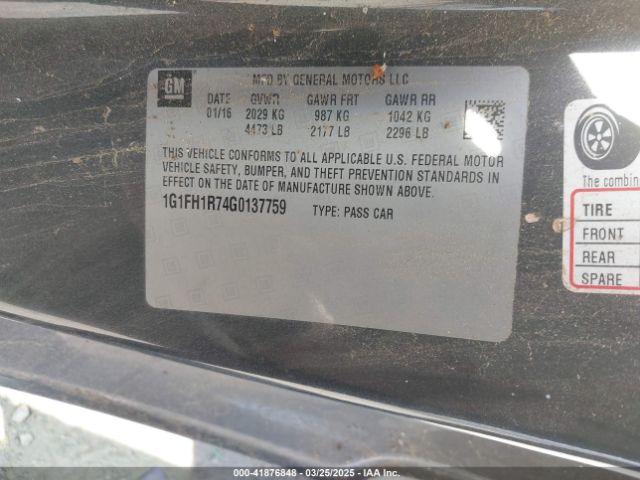 GM
MFD BY GENERAL MOTORS LLC
DATE GVWR GAWR FRT GAWR RR
01/16 2029 KG 987 KG 1042 KG
4473 LB 2177 LB 2296 LB
THIS VEHICLE CONFORMS TO ALL APPLICABLE U.S. FEDERAL MOTOR
VEHICLE SAFETY, BUMPER, AND THEFT PREVENTION STANDARDS IN
EFFECT ON THE DATE OF MANUFACTURE SHOWN ABOVE.
1G1FH1R74G0137759 TYPE: PASS CAR
The combin
TIRE
FRONT
REAR
SPARE
000-41876848 - 03/25/2025 - IAA Inc.